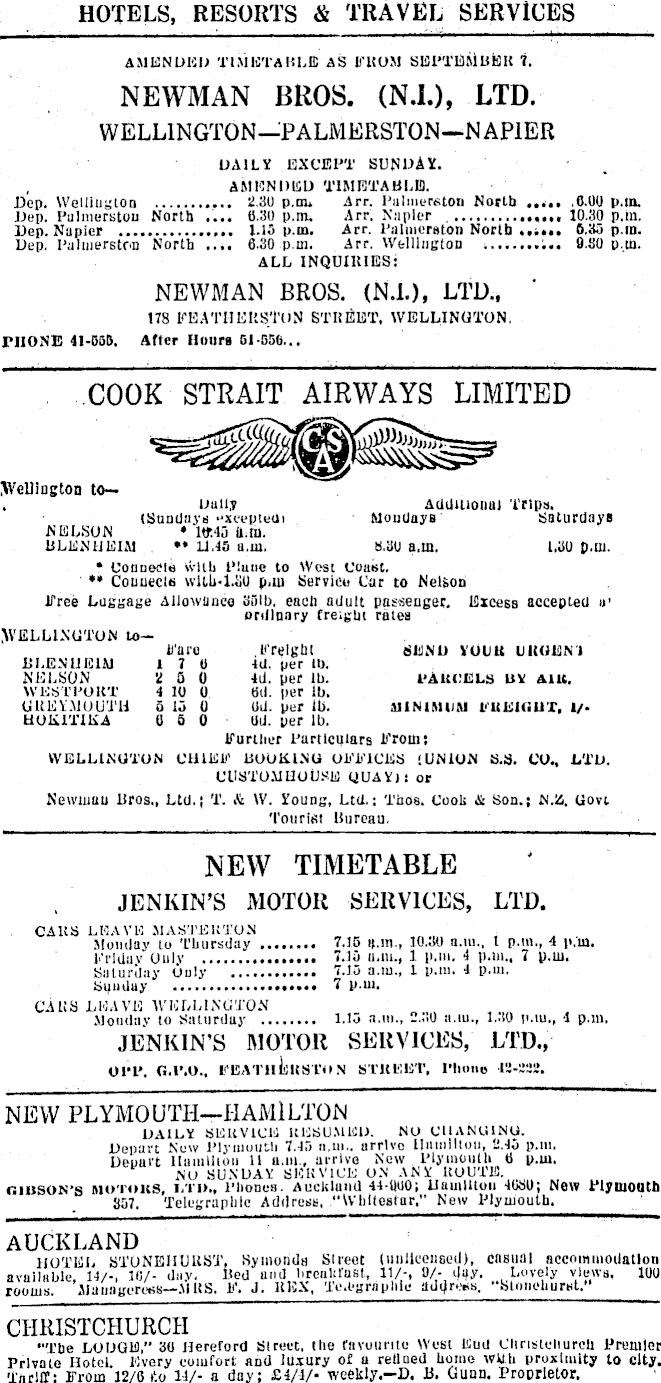 HOTELS, RESORTS & TRAVEL SERVICES
AMENDED TIMETABLE AS FROM SEPTEMBER 7.
NEWMAN BROS. (N.I.), LTD.
WELLINGTON—PALMERSTON—NAPIER
DAILY EXCEPT SUNDAY.
AMENDED TIMETABLE.
Dep. Wellington ........... 2.30 p.m. Arr. Palmerston North ..... 6.00 p.m.
Dep. Palmerston North .... 6.30 p.m. Arr. Napier .............. 10.30 p.m.
Dep. Napier ................ 1.15 p.m. Arr. Palmerston North ...... 5.35 p.m.
Dep. Palmerston North .... 6.30 p.m. Arr. Wellington ........... 9.30 p.m.
ALL INQUIRIES:
NEWMAN BROS. (N.I.), LTD.,
178 FEATHERSTON STREET, WELLINGTON.
PHONE 41-555. After Hours 51-556...
COOK STRAIT AIRWAYS LIMITED
CSA
Wellington to—
Daily Additional Trips.
(Sundays excepted) Mondays Saturdays
NELSON * 10.45 a.m.
BLENHEIM ** 11.45 a.m. 8.30 a.m. 1.30 p.m.
* Connects with Plane to West Coast.
** Connects with 1.30 p.m Service Car to Nelson
Free Luggage Allowance 35lb. each adult passenger. Excess accepted
ordinary freight rates
WELLINGTON to—
Fare Freight SEND YOUR URGENT
BLENHEIM 1 7 6 4d. per lb.
NELSON 2 5 0 4d. per lb. PARCELS BY AIR.
WESTPORT 4 10 0 6d. per lb.
GREYMOUTH 5 15 0 6d. per lb. MINIMUM FREIGHT, 1/-
HOKITIKA 6 5 0 6d. per lb.
Further Particulars From:
WELLINGTON CHIEF BOOKING OFFICES (UNION S.S. CO., LTD.
CUSTOMHOUSE QUAY): or
Newman Bros., Ltd.; T. & W. Young, Ltd.; Thos. Cook & Son.; N.Z. Govt
Tourist Bureau.
NEW TIMETABLE
JENKIN'S MOTOR SERVICES, LTD.
CARS LEAVE MASTERTON
Monday to Thursday ........ 7.15 a.m., 10.30 a.m., 1 p.m., 4 p.m.
Friday Only ............... 7.15 a.m., 1 p.m. 4 p.m., 7 p.m.
Saturday Only ............ 7.15 a.m., 1 p.m. 4 p.m.
Sunday .................... 7 p.m.
CARS LEAVE WELLINGTON
Monday to Saturday ........ 1.15 a.m., 2.30 a.m., 1.30 p.m., 4 p.m.
JENKIN'S MOTOR SERVICES, LTD.,
OPP. G.P.O., FEATHERSTON STREET, Phone 42-222.
NEW PLYMOUTH—HAMILTON
DAILY SERVICE RESUMED. NO CHANGING.
Depart New Plymouth 7.45 a.m., arrive Hamilton, 2.45 p.m.
Depart Hamilton 11 a.m., arrive New Plymouth 6 p.m.
NO SUNDAY SERVICE ON ANY ROUTE.
GIBSON'S MOTORS, LTD., Phones. Auckland 44-960; Hamilton 4680; New Plymouth
357. Telegraphic Address, "Whitestar," New Plymouth.
AUCKLAND
HOTEL STONEHURST, Symonds Street (unlicensed), casual accommodation
available, 14/-, 16/- day. Bed and breakfast, 11/-, 9/- day. Lovely views. 100
rooms. Manageress—MRS. F. J. REX, Telegraphic address, "Stonehurst."
CHRISTCHURCH
"The LODGE," 36 Hereford Street, the favourite West End Christchurch Premier
Private Hotel. Every comfort and luxury of a refined home with proximity to city.
Tariff: From 12/6 to 14/- a day; £4/4/- weekly.—D. B. Gunn, Proprietor.